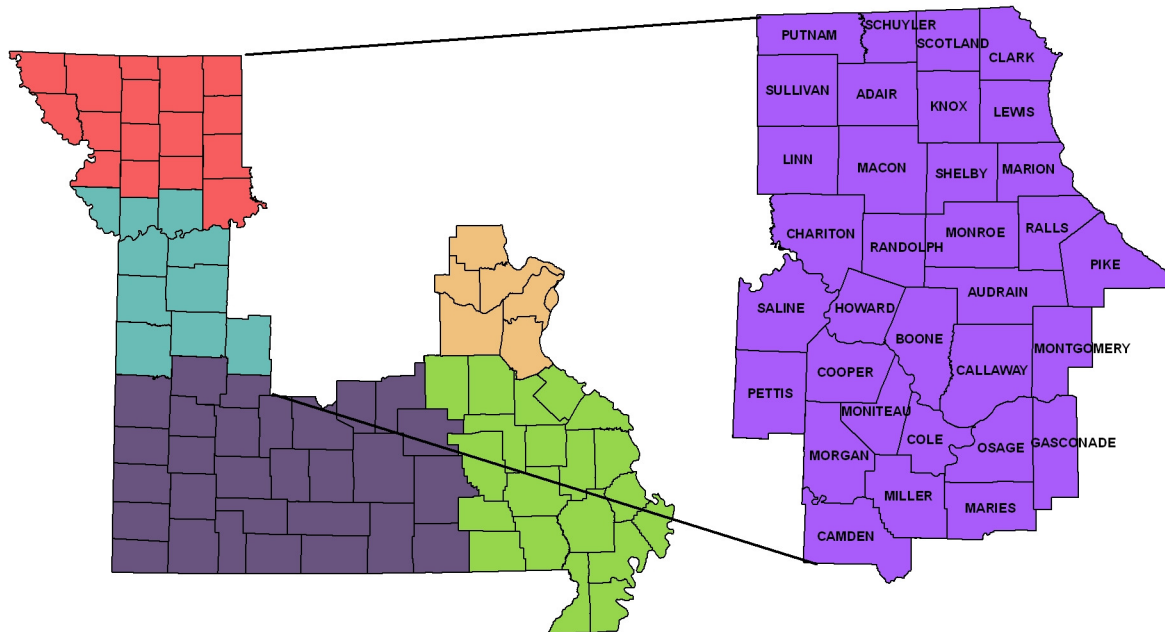 PUTNAM
SCHUYLER
SCOTLAND
CLARK
SULLIVAN
ADAIR
KNOX
LEWIS
LINN
MACON
SHELBY
MARION
CHARITON
RANDOLPH
MONROE
RALLS
PIKE
SALINE
HOWARD
AUDRAIN
BOONE
MONTGOMERY
COOPER
CALLAWAY
PETTIS
MONITEAU
COLE
OSAGE
GASCONADE
MORGAN
MILLER
MARIES
CAMDEN